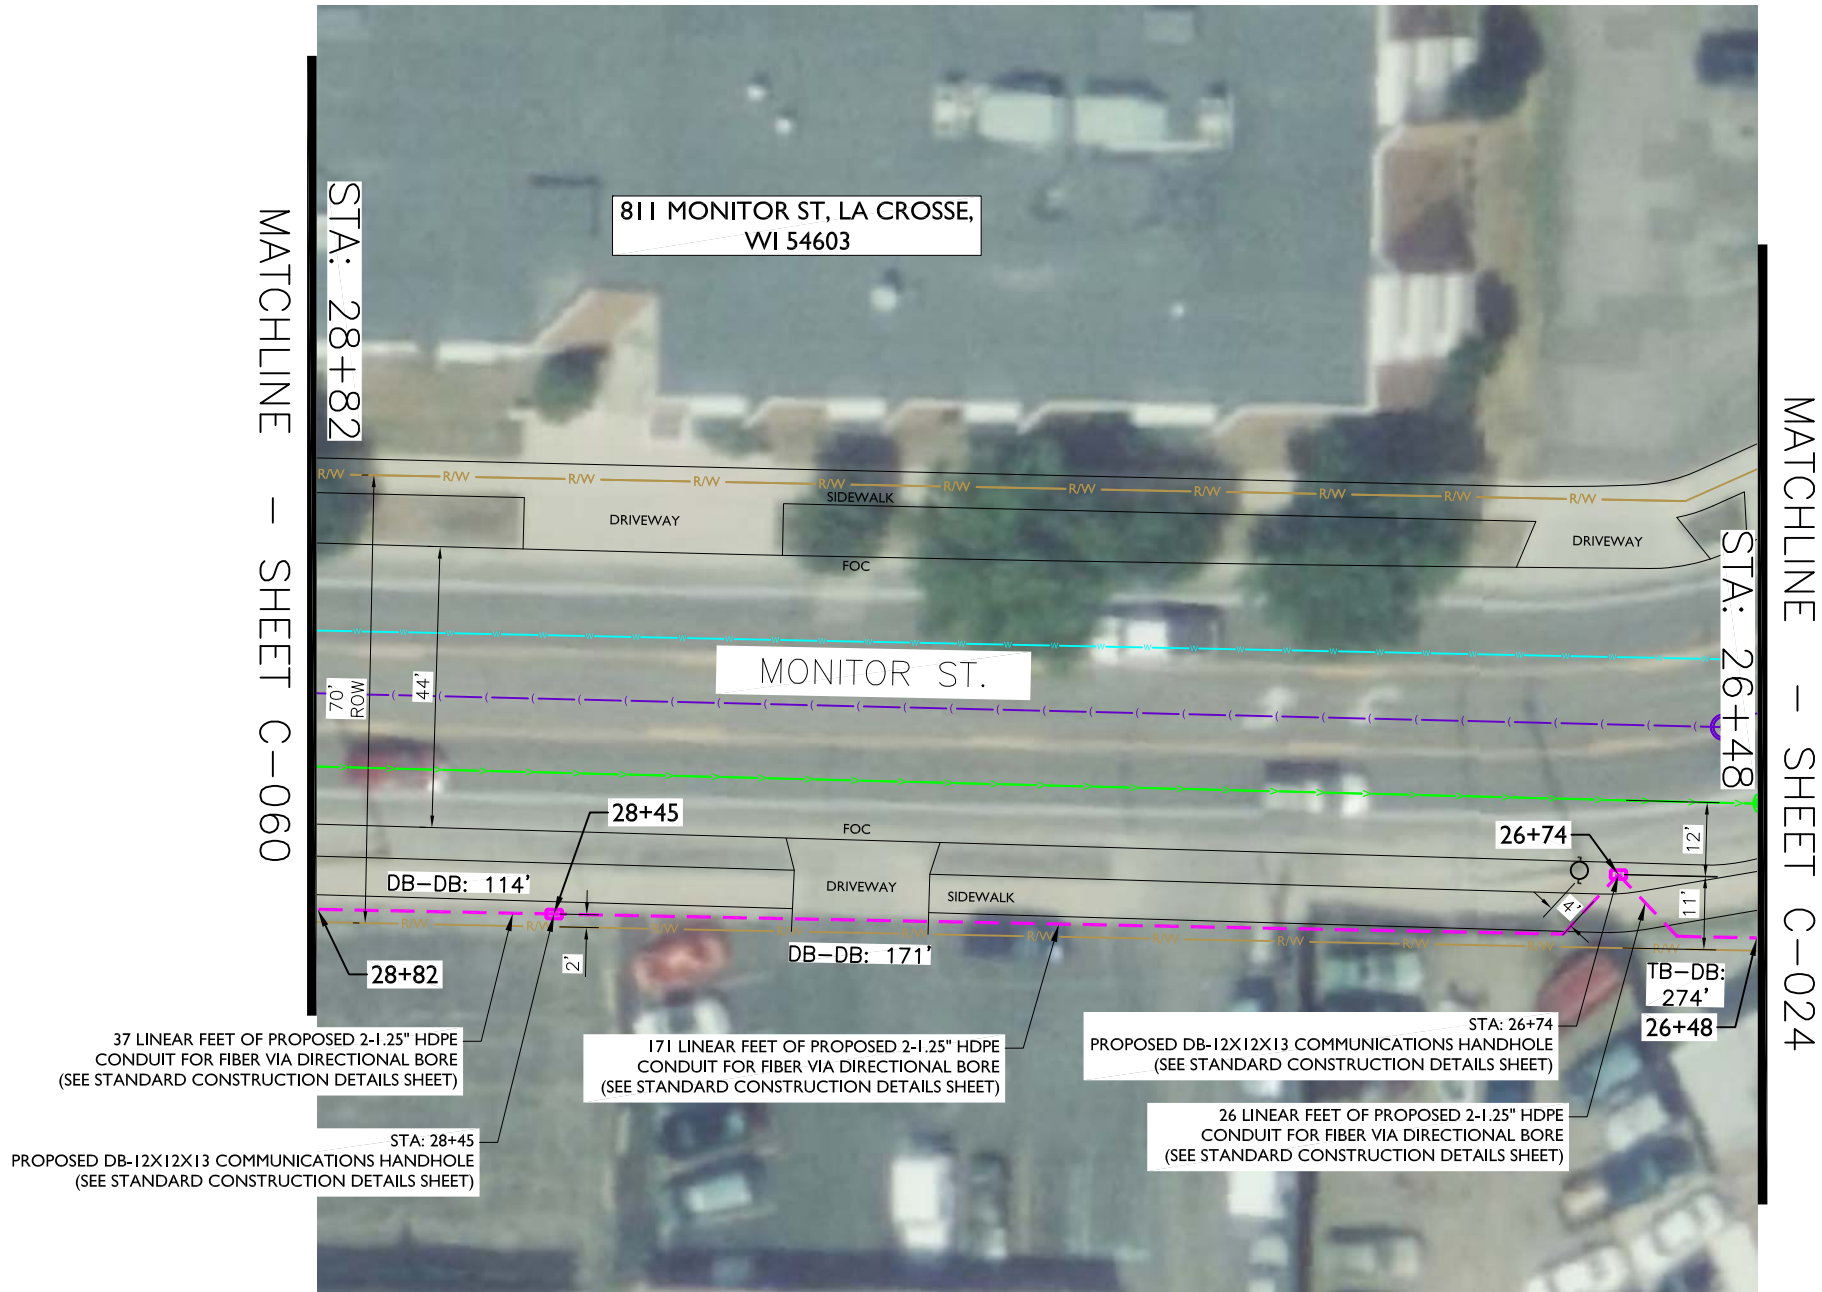 811 MONITOR ST, LA CROSSE,
WI 54603
MATCHLINE - SHEET C-060
STA: 28+82
MATCHLINE - SHEET C-024
STA: 26+48
R/W R/W R/W R/W R/W R/W R/W R/W R/W R/W R/W
SIDEWALK
DRIVEWAY
DRIVEWAY
FOC
MONITOR ST.
70'
ROW
44'
28+45
FOC
26+74
12'
DB-DB: 114'
DRIVEWAY
SIDEWALK
4'
11'
R/W R/W R/W R/W R/W R/W R/W R/W R/W R/W R/W
2'
DB-DB: 171'
28+82
TB-DB:
274'
26+48
37 LINEAR FEET OF PROPOSED 2-1.25" HDPE
CONDUIT FOR FIBER VIA DIRECTIONAL BORE
(SEE STANDARD CONSTRUCTION DETAILS SHEET)
171 LINEAR FEET OF PROPOSED 2-1.25" HDPE
CONDUIT FOR FIBER VIA DIRECTIONAL BORE
(SEE STANDARD CONSTRUCTION DETAILS SHEET)
STA: 26+74
PROPOSED DB-12X12X13 COMMUNICATIONS HANDHOLE
(SEE STANDARD CONSTRUCTION DETAILS SHEET)
26 LINEAR FEET OF PROPOSED 2-1.25" HDPE
CONDUIT FOR FIBER VIA DIRECTIONAL BORE
(SEE STANDARD CONSTRUCTION DETAILS SHEET)
STA: 28+45
PROPOSED DB-12X12X13 COMMUNICATIONS HANDHOLE
(SEE STANDARD CONSTRUCTION DETAILS SHEET)